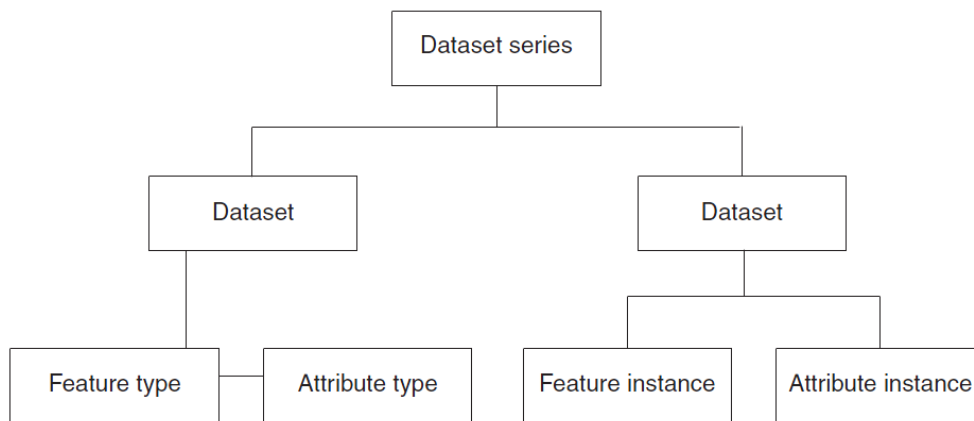 Dataset series
Dataset
Dataset
Feature type
Attribute type
Feature instance
Attribute instance